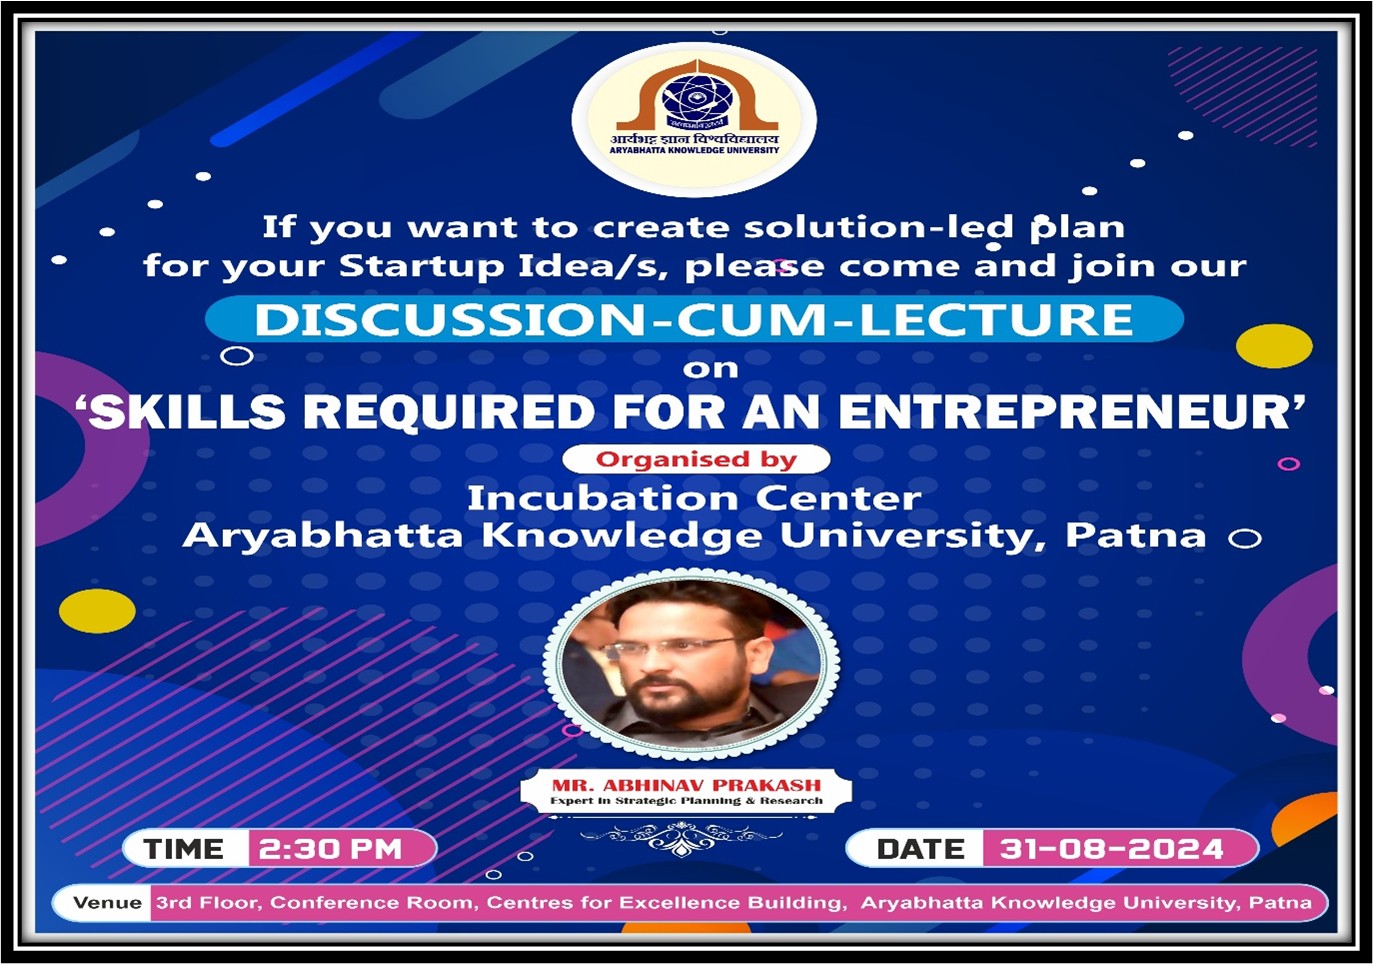 आर्यभट्ट ज्ञान विश्वविद्यालय
ARYABHATTA KNOWLEDGE UNIVERSITY
If you want to create solution-led plan
for your Startup Idea/s, please come and join our
DISCUSSION-CUM-LECTURE
on
‘SKILLS REQUIRED FOR AN ENTREPRENEUR’
Organised by
Incubation Center
Aryabhatta Knowledge University, Patna
MR. ABHINAV PRAKASH
Expert in Strategic Planning & Research
TIME 2:30 PM
DATE 31-08-2024
Venue 3rd Floor, Conference Room, Centres for Excellence Building, Aryabhatta Knowledge University, Patna